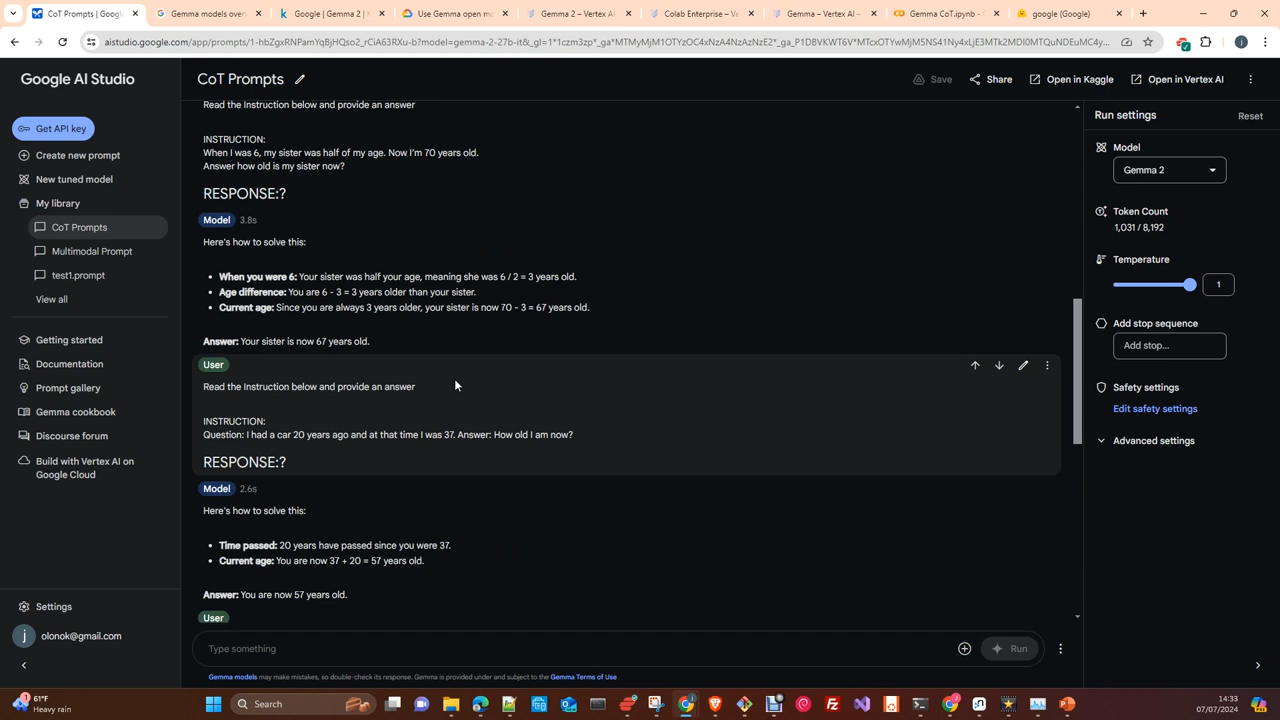 CoT Prompts | Google
Gemma models over
Google | Gemma 2 | K
Use Gemma open mo
Gemma 2 – Vertex AI –
Colab Enterprise – Ve
Gemma – Vertex AI –
Gemma CoT.ipynb - C
google (Google)
Google AI Studio
CoT Prompts
Save
Share
Open in Kaggle
Open in Vertex AI
Get API key
Create new prompt
New tuned model
My library
CoT Prompts
Multimodal Prompt
test1.prompt
View all
Getting started
Documentation
Prompt gallery
Gemma cookbook
Discourse forum
Build with Vertex AI on
Google Cloud
Settings
j
olonok@gmail.com
Read the Instruction below and provide an answer
INSTRUCTION:
When I was 6, my sister was half of my age. Now I'm 70 years old.
Answer how old is my sister now?
RESPONSE:?
Model 3.8s
Here's how to solve this:
• When you were 6: Your sister was half your age, meaning she was 6 / 2 = 3 years old.
• Age difference: You are 6 - 3 = 3 years older than your sister.
• Current age: Since you are always 3 years older, your sister is now 70 - 3 = 67 years old.
Answer: Your sister is now 67 years old.
User
Read the Instruction below and provide an answer
INSTRUCTION:
Question: I had a car 20 years ago and at that time I was 37. Answer: How old I am now?
RESPONSE:?
Model 2.6s
Here's how to solve this:
• Time passed: 20 years have passed since you were 37.
• Current age: You are now 37 + 20 = 57 years old.
Answer: You are now 57 years old.
User
Type something
Run
Gemma models may make mistakes, so double-check its response. Gemma is provided under and subject to the Gemma Terms of Use
Run settings
Reset
Model
Gemma 2
Token Count
1,031 / 8,192
Temperature
1
Add stop sequence
Add stop...
Safety settings
Edit safety settings
Advanced settings
61°F
Heavy rain
Search
14:33
07/07/2024